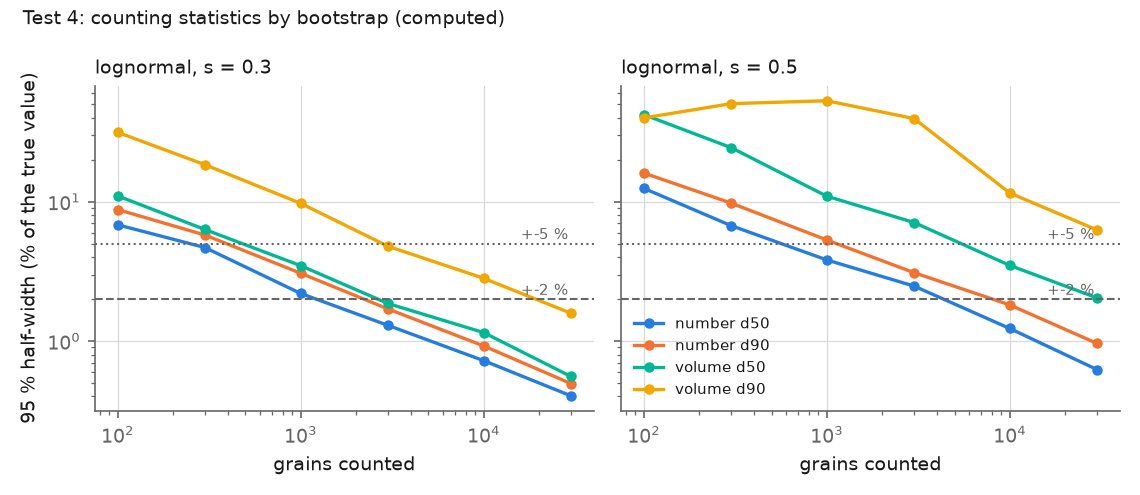 Test 4: counting statistics by bootstrap (computed)
lognormal, s = 0.3
lognormal, s = 0.5
95 % half-width (% of the true value)
10¹
10⁰
+-5 %
+-2 %
+-5 %
+-2 %
number d50
number d90
volume d50
volume d90
10² 10³ 10⁴
10² 10³ 10⁴
grains counted
grains counted